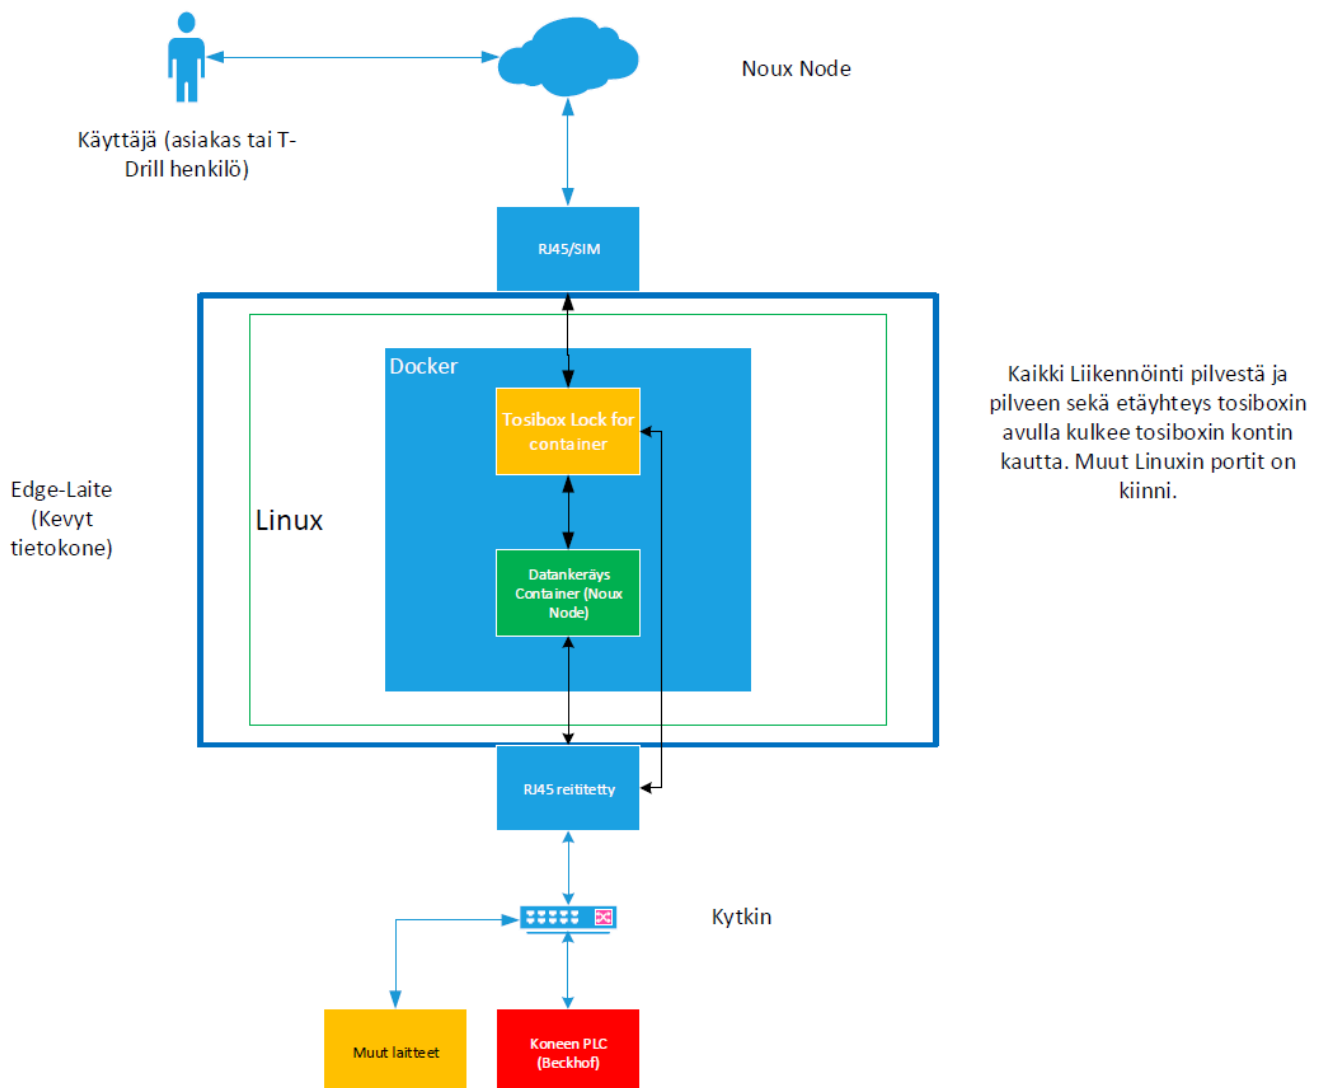 Noux Node
Käyttäjä (asiakas tai T-
Drill henkilö)
RJ45/SIM
Docker
Tosibox Lock for
container
Kaikki Liikennöinti pilvestä ja
pilveen sekä etäyhteys tosiboxin
avulla kulkee tosiboxin kontin
kautta. Muut Linuxin portit on
kiinni.
Edge-Laite
(Kevyt
tietokone)
Linux
Datankeräys
Container (Noux
Node)
RJ45 reititetty
Kytkin
Muut laitteet
Koneen PLC
(Beckhof)